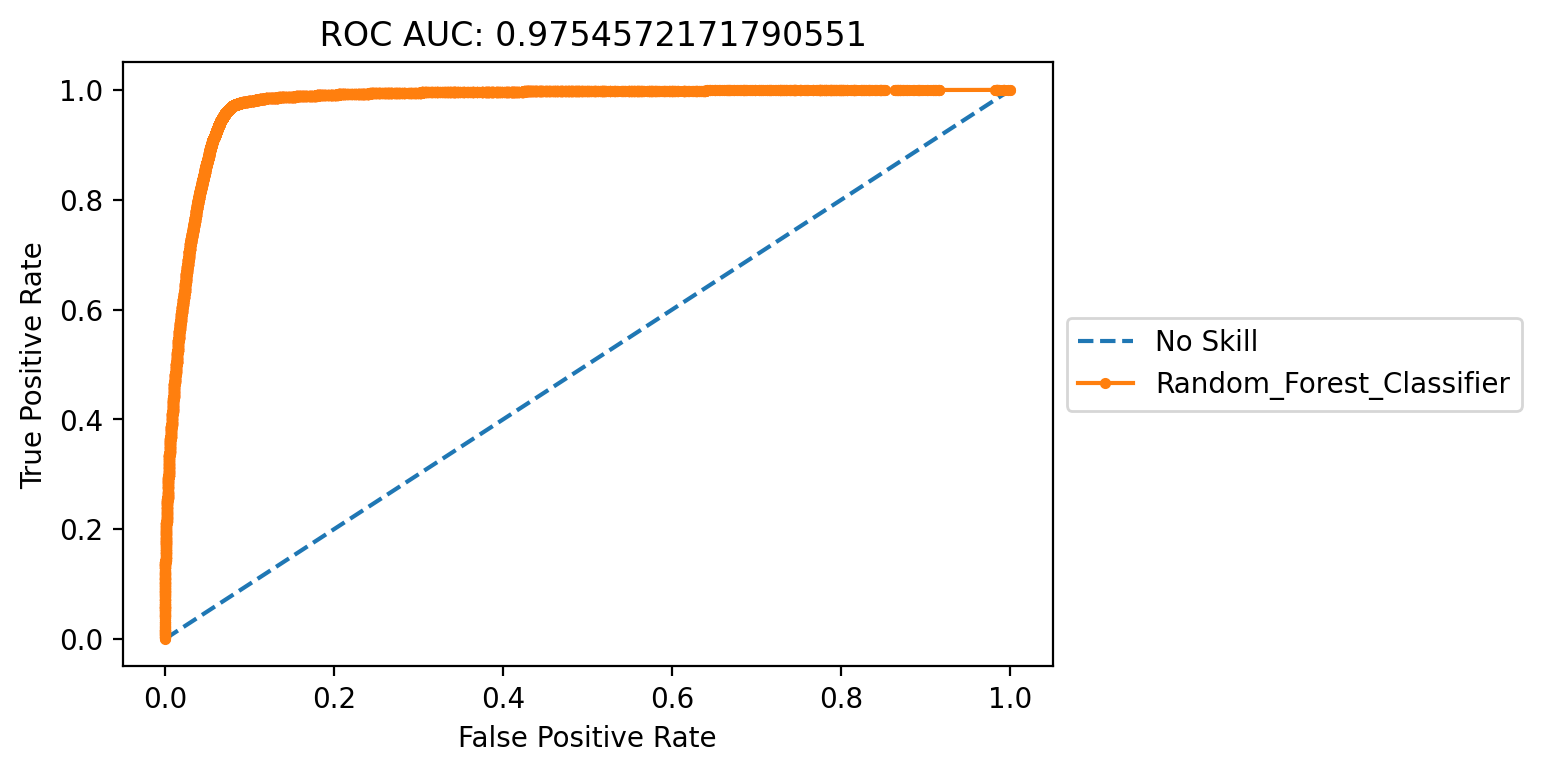 ROC AUC: 0.9754572171790551
1.0
0.8
0.6
0.4
0.2
0.0
True Positive Rate
0.0 0.2 0.4 0.6 0.8 1.0
False Positive Rate
No Skill
Random_Forest_Classifier